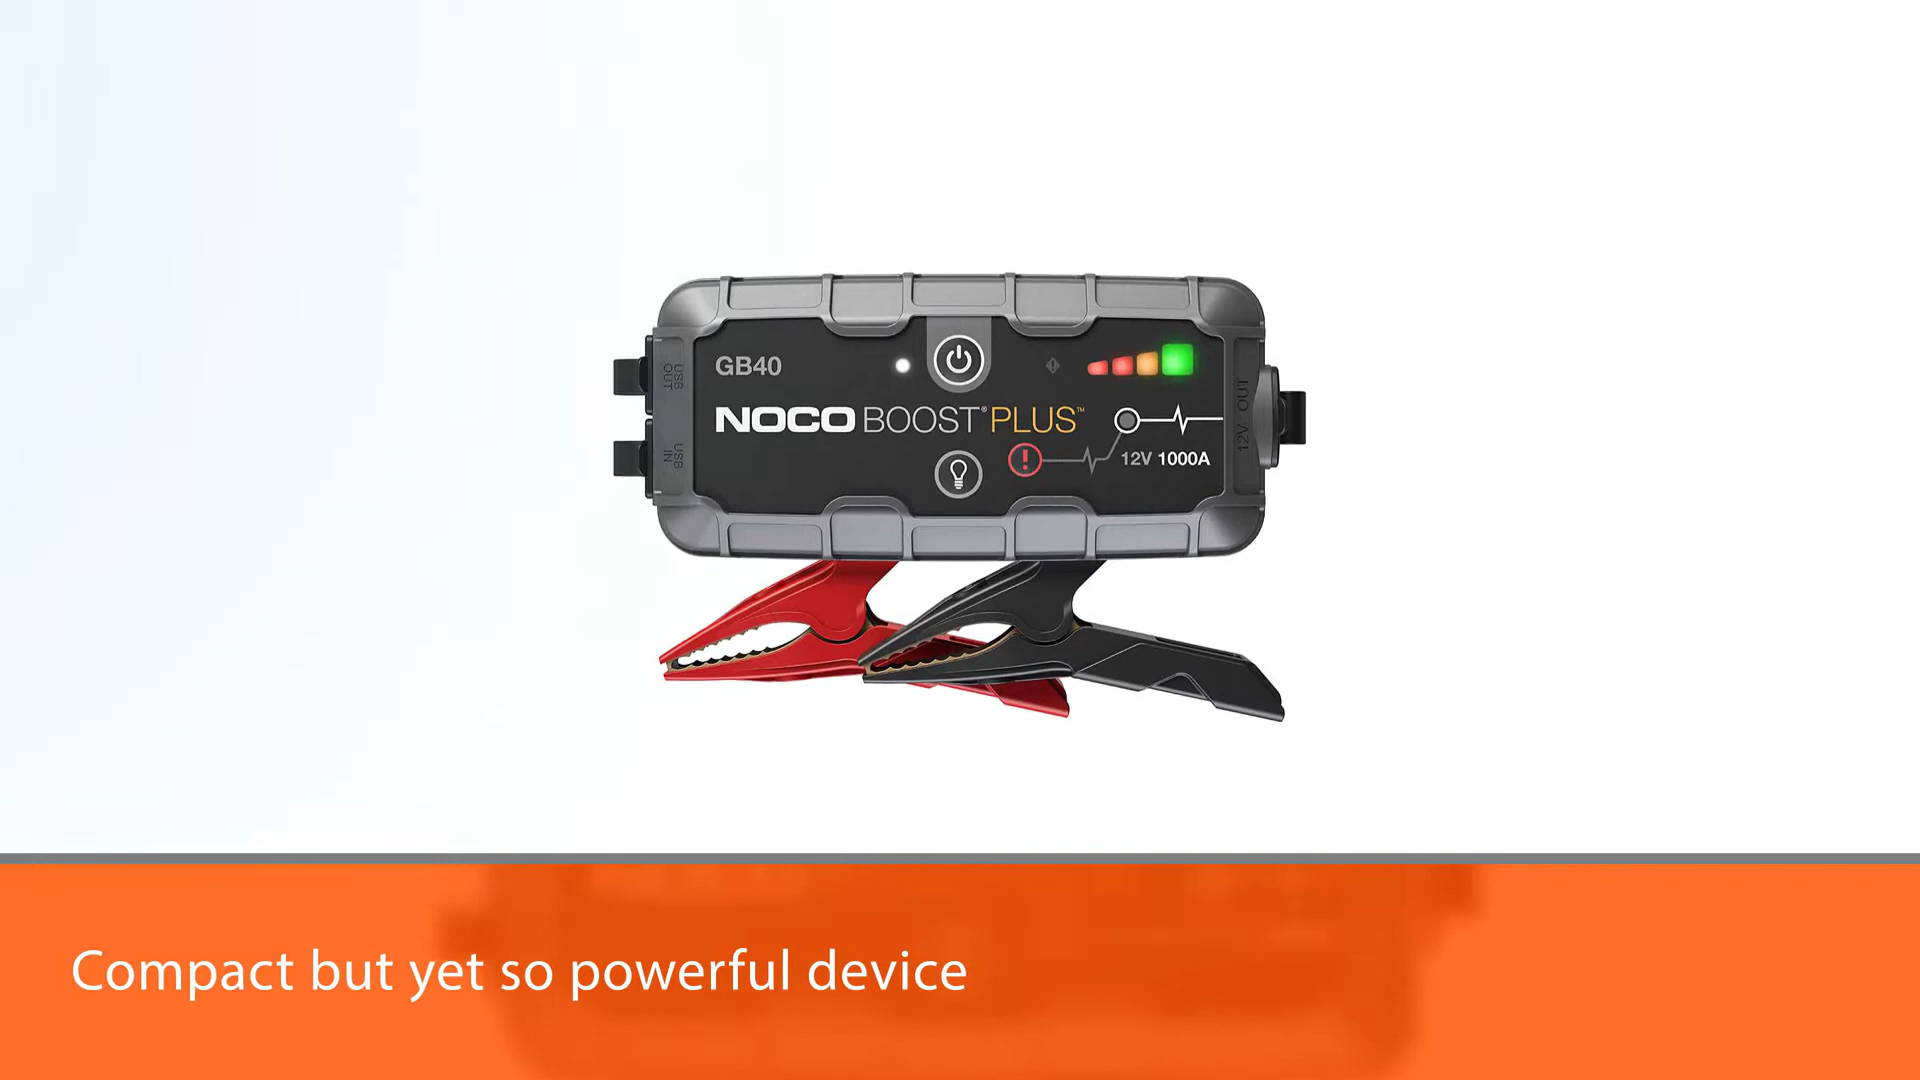 GB40
NOCO BOOST® PLUS™
12V 1000A
USB OUT
USB IN
12V OUT
Compact but yet so powerful device